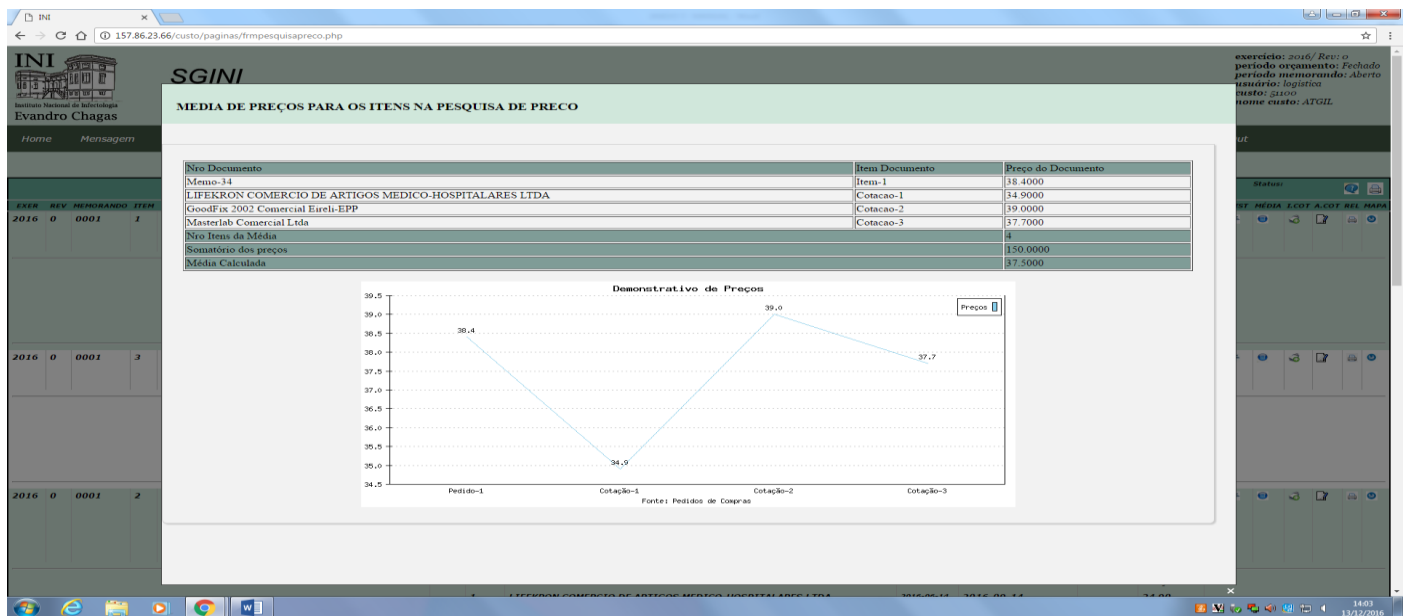 INI
157.86.23.66/custo/paginas/frmpesquisapreco.php
INI
Instituto Nacional de Infectologia
Evandro Chagas
SGINI
exercício: 2016/ Rev: 0
período orçamento: Fechado
período memorando: Aberto
usuário: logistica
custo: 51100
nome custo: ATGIL
Home Mensagem
MEDIA DE PREÇOS PARA OS ITENS NA PESQUISA DE PRECO
Nro Documento Item Documento Preço do Documento
Memo-34 Item-1 38.4000
LIFEKRON COMERCIO DE ARTIGOS MEDICO-HOSPITALARES LTDA Cotacao-1 34.9000
GoodFix 2002 Comercial Eireli-EPP Cotacao-2 39.0000
Masterlab Comercial Ltda Cotacao-3 37.7000
Nro Itens da Média 4
Somatório dos preços 150.0000
Média Calculada 37.5000
Status:
EXER REV MEMORANDO ITEM
MÉDIA I.COT A.COT REL MAPA
2016 0 0001 1
2016 0 0001 3
2016 0 0001 2
Demonstrativo de Preços
Preços
39.5
39.0
38.5
38.0
37.5
37.0
36.5
36.0
35.5
35.0
34.5
38.4
34.9
39.0
37.7
Pedido-1 Cotação-1 Cotação-2 Cotação-3
Fonte: Pedidos de Compras
14:03
13/12/2016